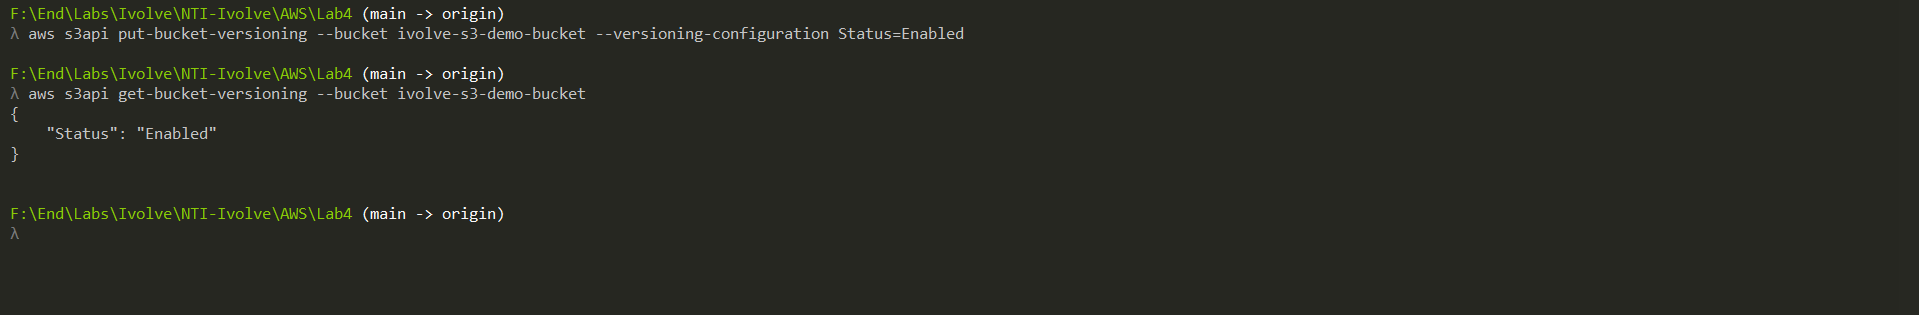 F:\End\Labs\Ivolve\NTI-Ivolve\AWS\Lab4 (main -> origin)
λ aws s3api put-bucket-versioning --bucket ivolve-s3-demo-bucket --versioning-configuration Status=Enabled
F:\End\Labs\Ivolve\NTI-Ivolve\AWS\Lab4 (main -> origin)
λ aws s3api get-bucket-versioning --bucket ivolve-s3-demo-bucket
{
    "Status": "Enabled"
}
F:\End\Labs\Ivolve\NTI-Ivolve\AWS\Lab4 (main -> origin)
λ